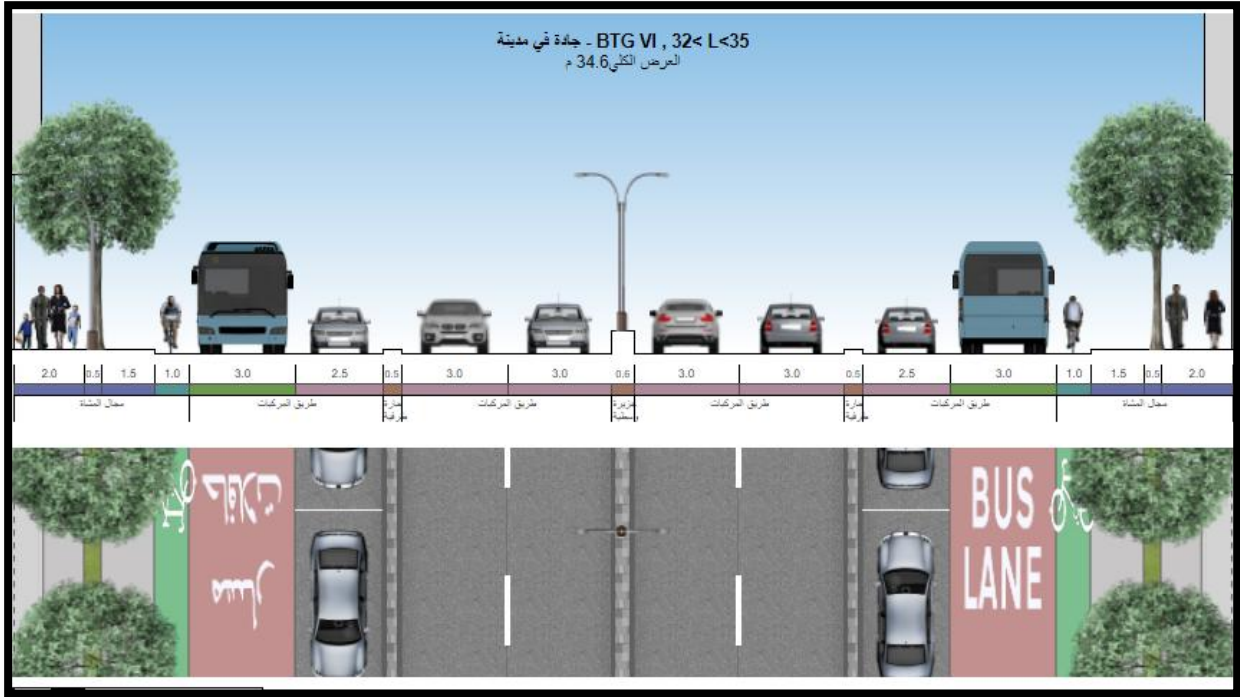 جادة في مدينة - BTG VI , 32< L<35
العرض الكلي34.6 م
2.0 0.5 1.5 1.0 3.0 2.5 0.5 3.0 3.0 0.6 3.0 3.0 0.5 2.5 3.0 1.0 1.5 0.5 2.0
مجال المشاة طريق المركبات طريق المركبات طريق المركبات طريق المركبات مجال المشاة
مسار
حافلات
BUS
LANE